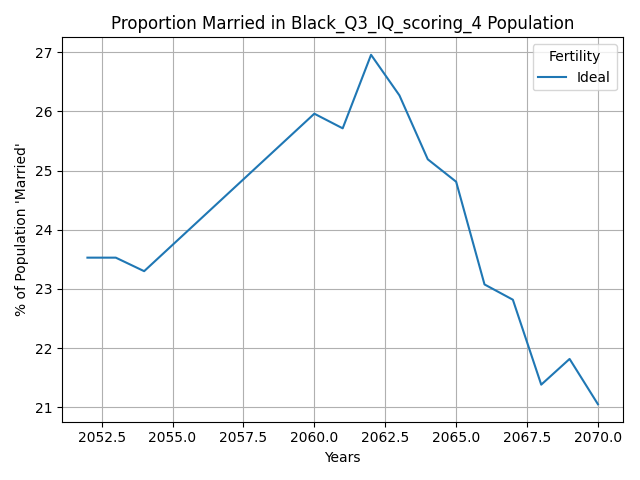 Proportion Married in Black_Q3_IQ_scoring_4 Population
27
26
25
24
23
22
21
% of Population 'Married'
Fertility
Ideal
2052.5 2055.0 2057.5 2060.0 2062.5 2065.0 2067.5 2070.0
Years